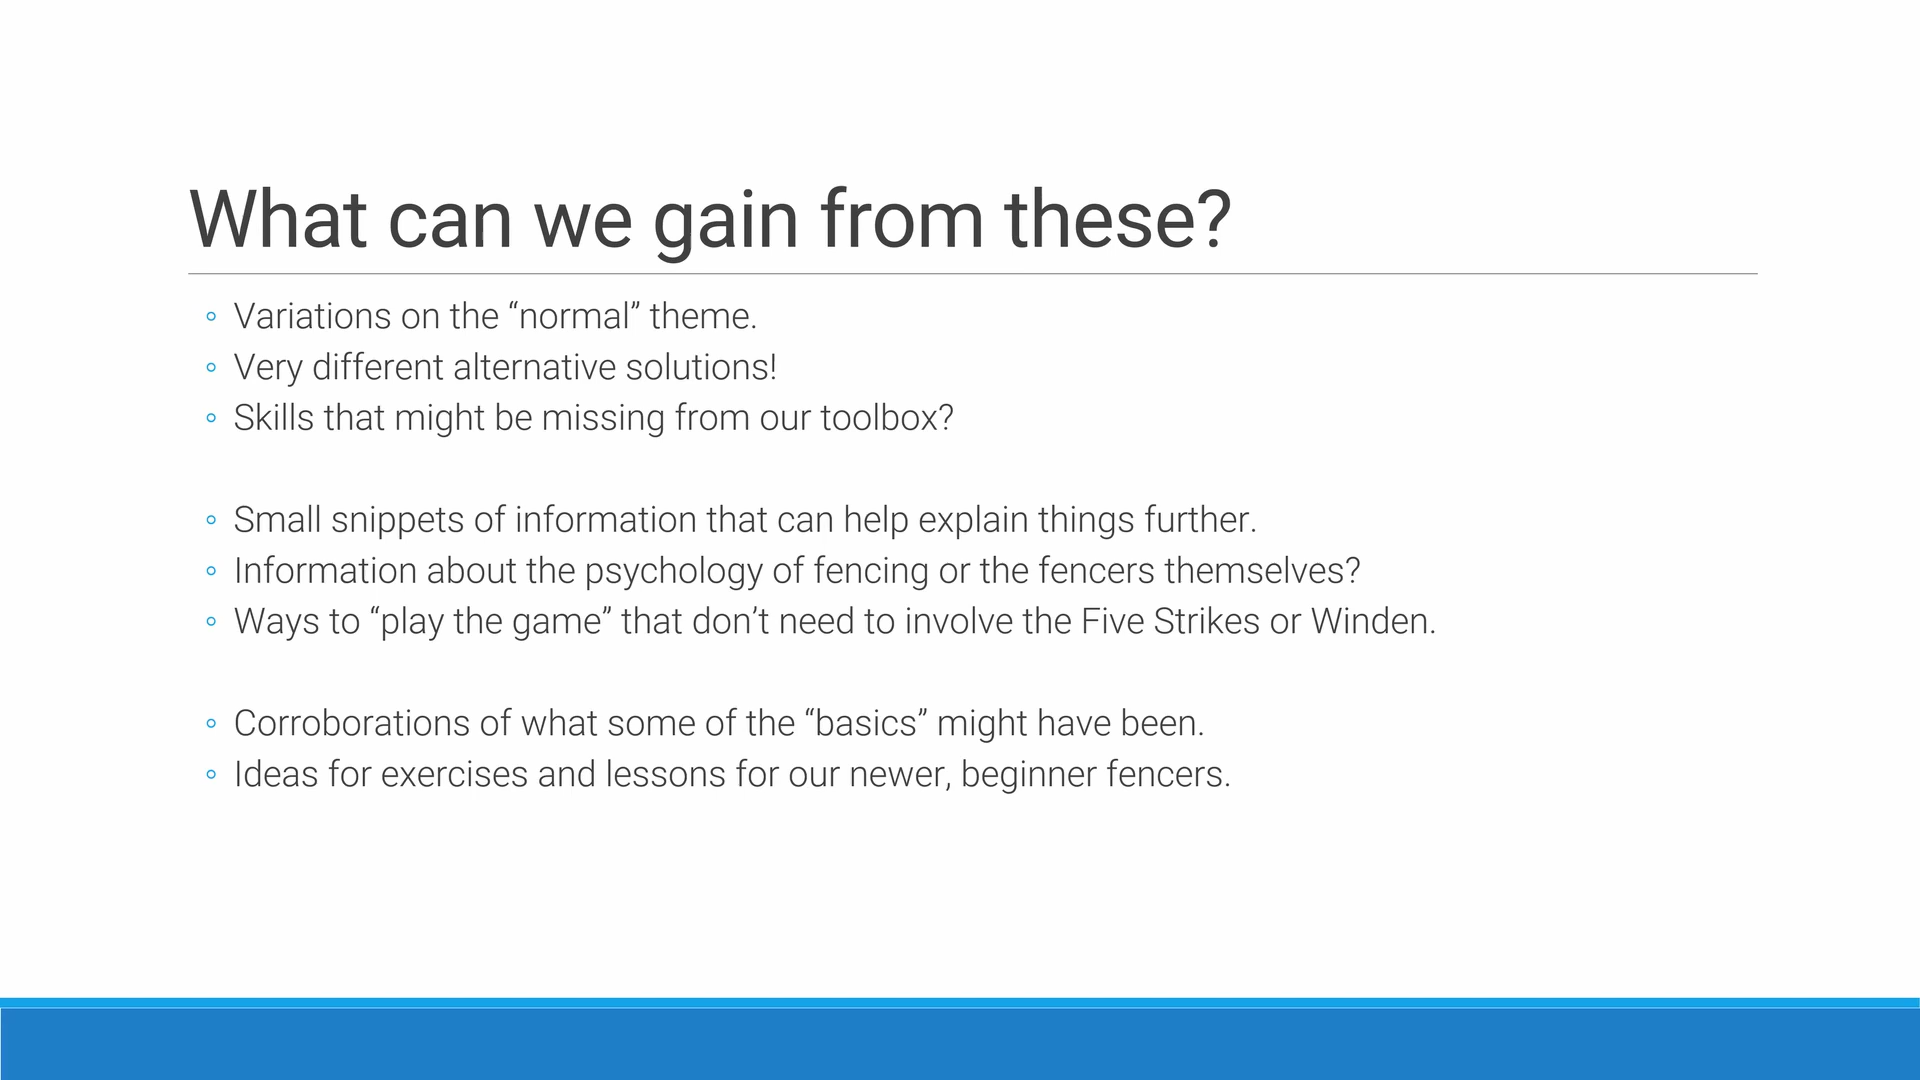 What can we gain from these?
◦ Variations on the “normal” theme.
◦ Very different alternative solutions!
◦ Skills that might be missing from our toolbox?
◦ Small snippets of information that can help explain things further.
◦ Information about the psychology of fencing or the fencers themselves?
◦ Ways to “play the game” that don’t need to involve the Five Strikes or Winden.
◦ Corroborations of what some of the “basics” might have been.
◦ Ideas for exercises and lessons for our newer, beginner fencers.